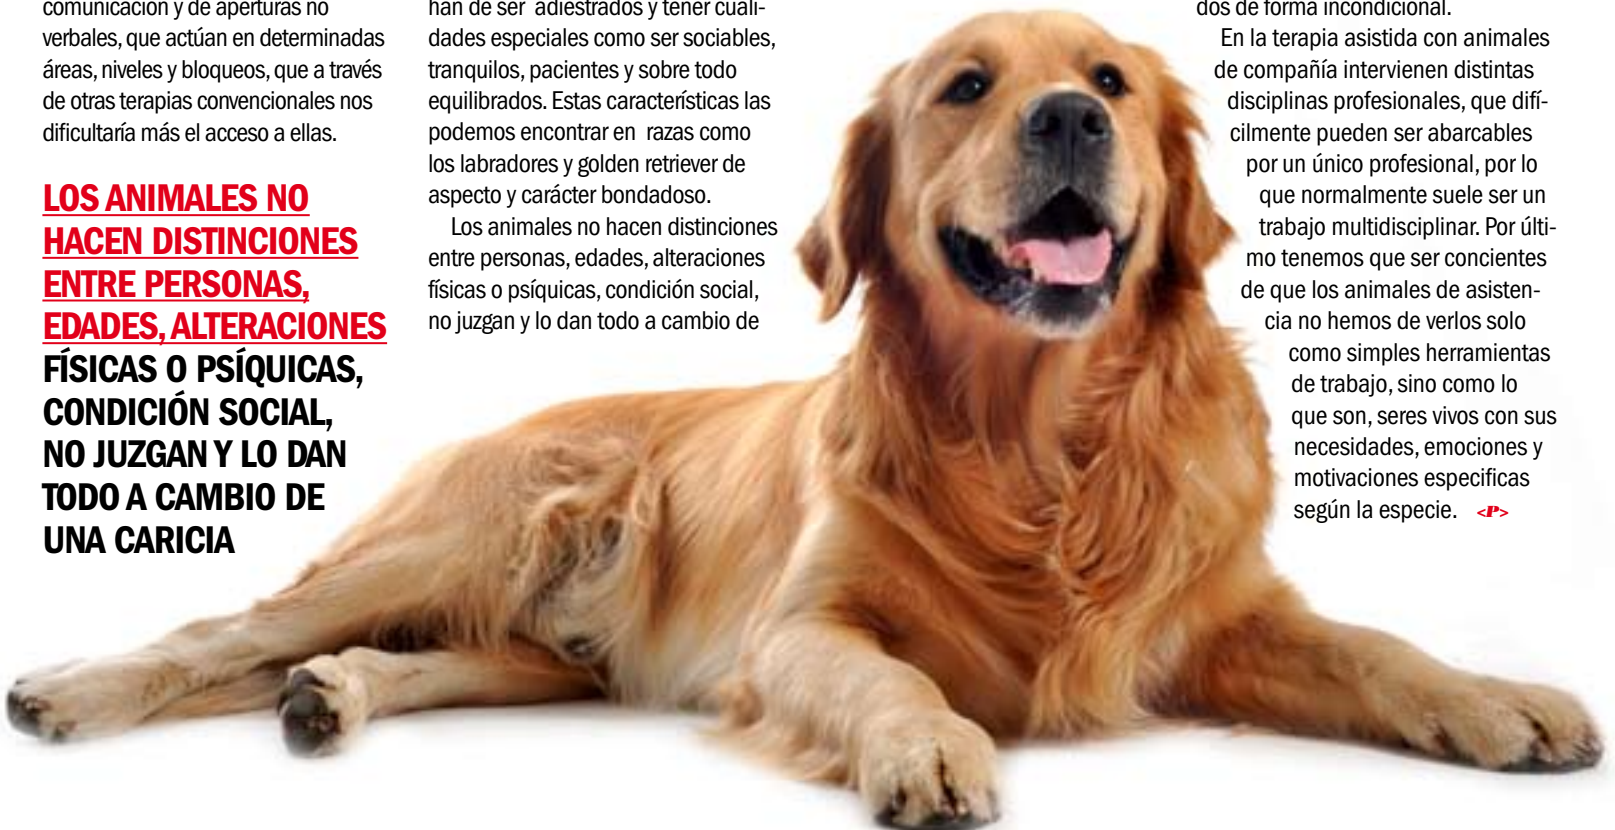 comunicación y de aperturas no
verbales, que actúan en determinadas
áreas, niveles y bloqueos, que a través
de otras terapias convencionales nos
dificultaría más el acceso a ellas.
LOS ANIMALES NO
HACEN DISTINCIONES
ENTRE PERSONAS,
EDADES, ALTERACIONES
FÍSICAS O PSÍQUICAS,
CONDICIÓN SOCIAL,
NO JUZGAN Y LO DAN
TODO A CAMBIO DE
UNA CARICIA
han de ser adiestrados y tener cuali-
dades especiales como ser sociables,
tranquilos, pacientes y sobre todo
equilibrados. Estas características las
podemos encontrar en razas como
los labradores y golden retriever de
aspecto y carácter bondadoso.
Los animales no hacen distinciones
entre personas, edades, alteraciones
físicas o psíquicas, condición social,
no juzgan y lo dan todo a cambio de
dos de forma incondicional.
En la terapia asistida con animales
de compañía intervienen distintas
disciplinas profesionales, que difí-
cilmente pueden ser abarcables
por un único profesional, por lo
que normalmente suele ser un
trabajo multidisciplinar. Por últi-
mo tenemos que ser concientes
de que los animales de asisten-
cia no hemos de verlos solo
como simples herramientas
de trabajo, sino como lo
que son, seres vivos con sus
necesidades, emociones y
motivaciones especificas
según la especie. <P>